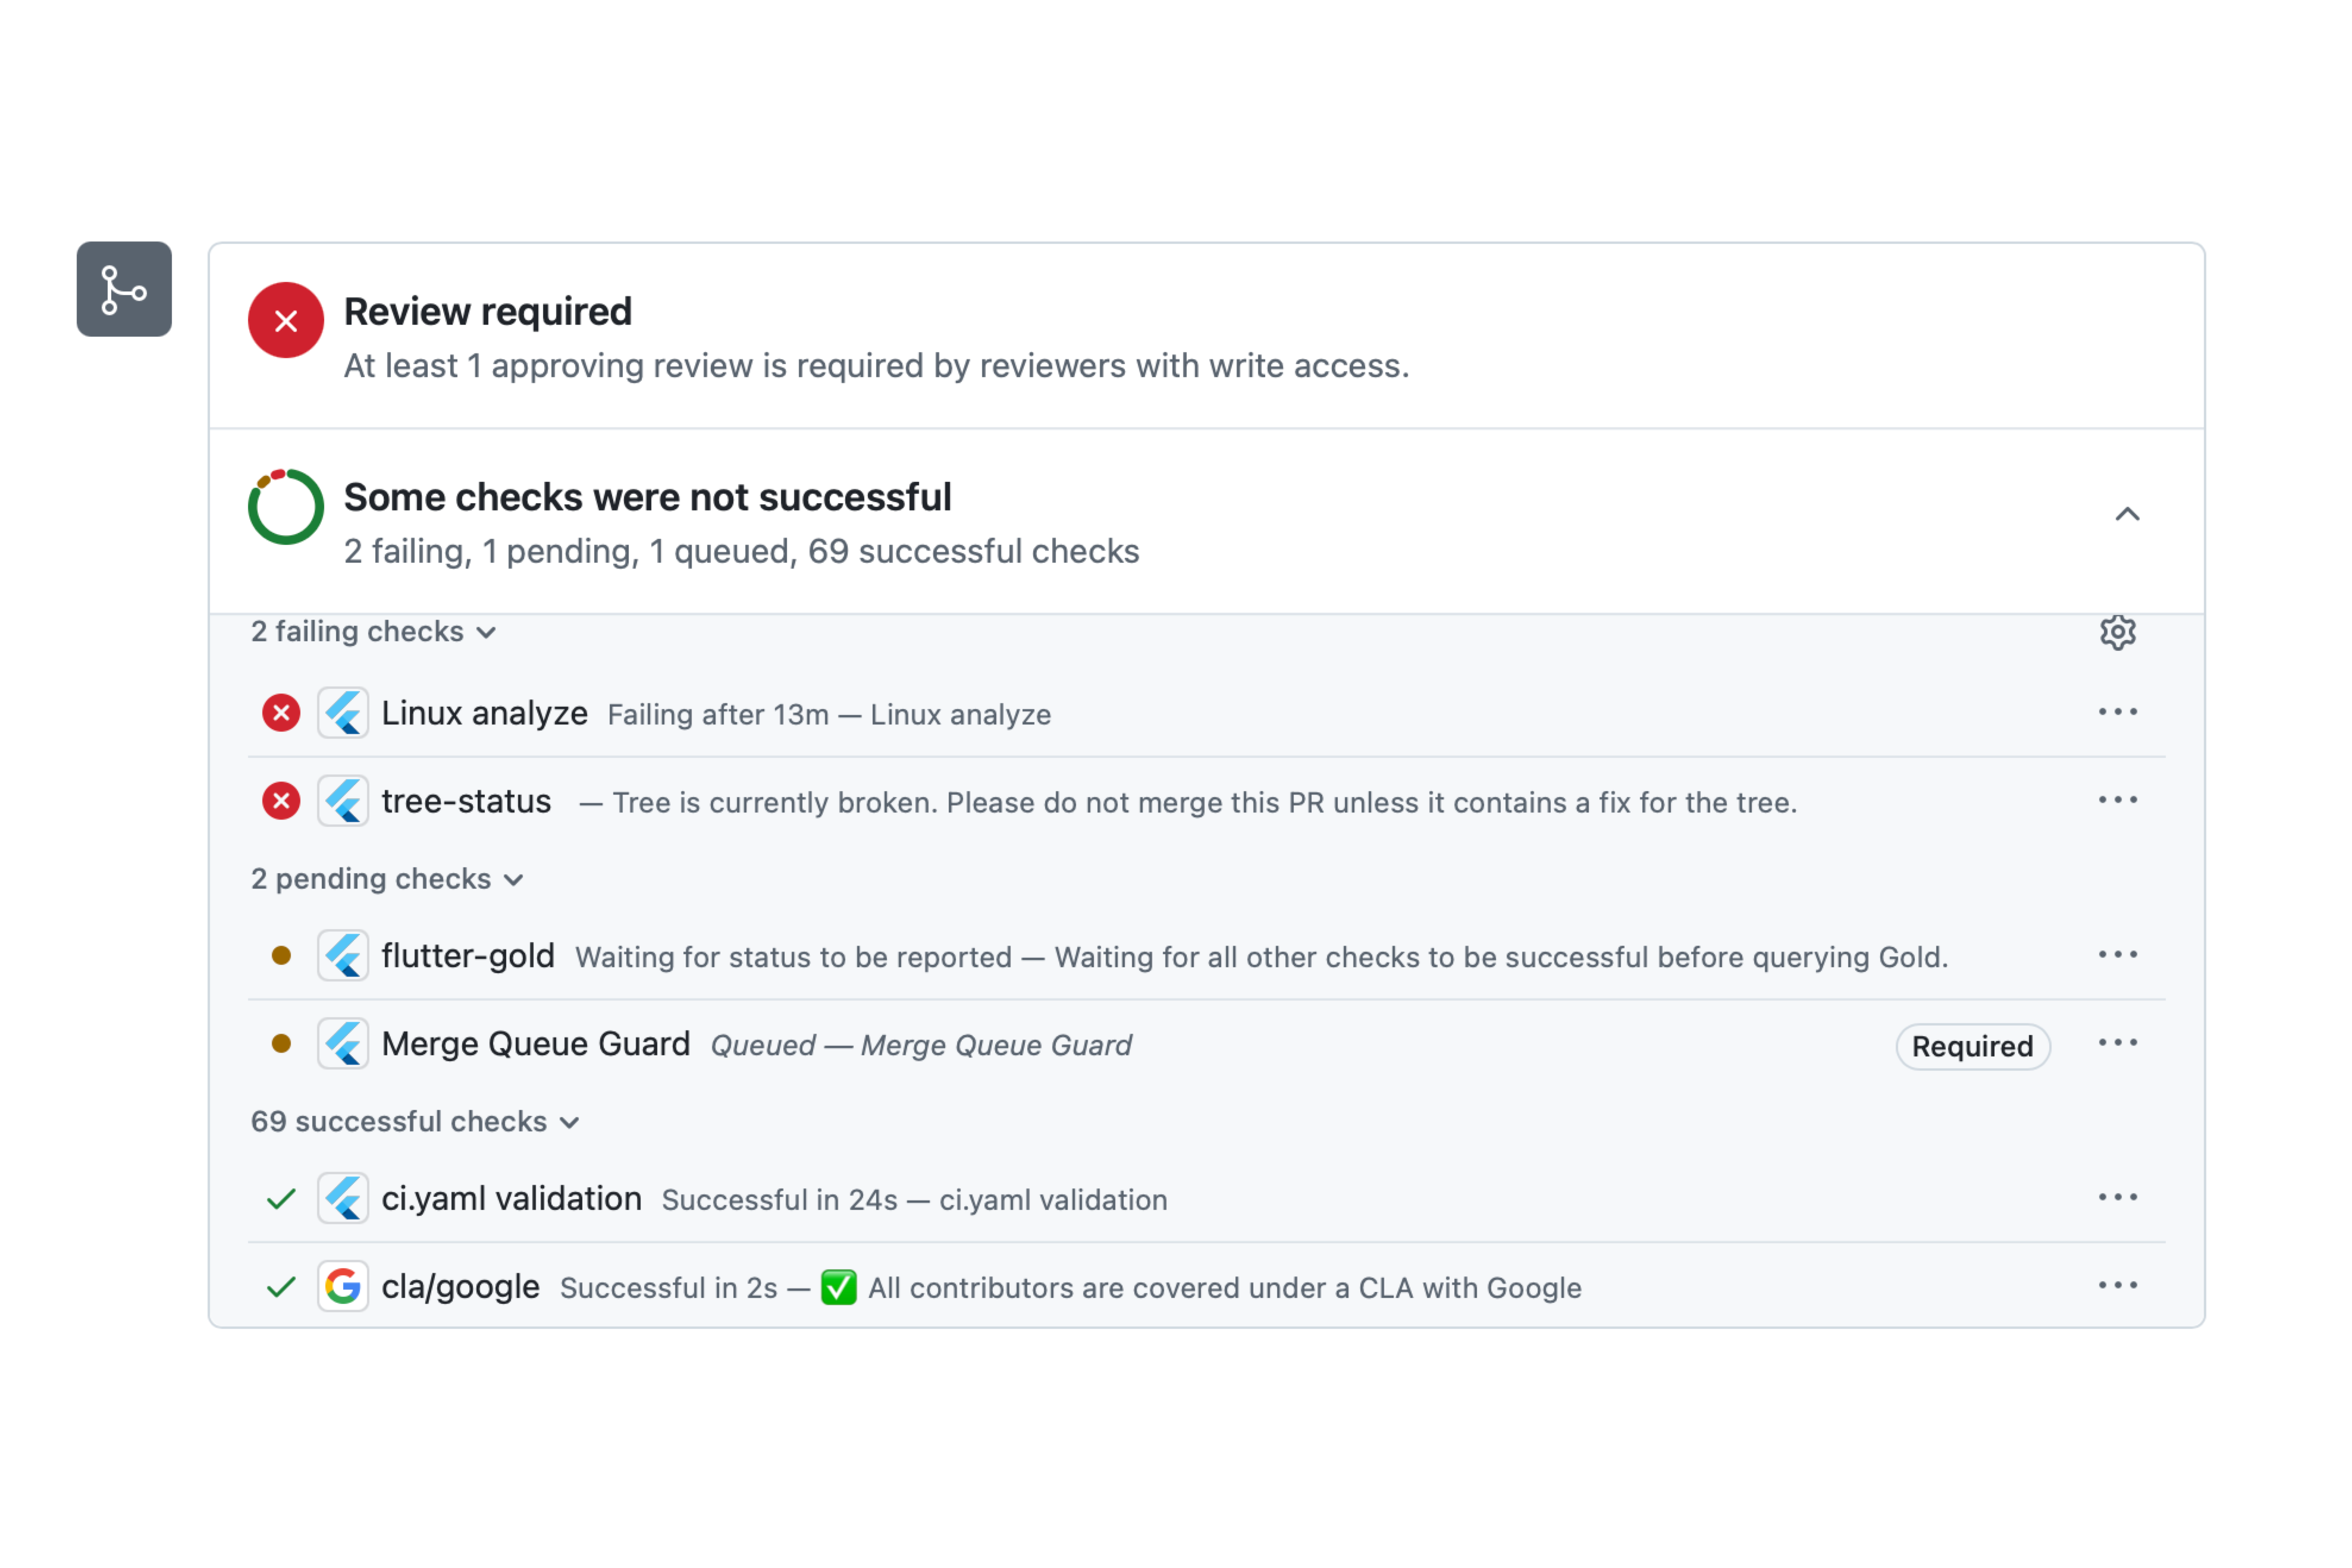 Review required
At least 1 approving review is required by reviewers with write access.
Some checks were not successful
2 failing, 1 pending, 1 queued, 69 successful checks
2 failing checks
Linux analyze Failing after 13m — Linux analyze
tree-status — Tree is currently broken. Please do not merge this PR unless it contains a fix for the tree.
2 pending checks
flutter-gold Waiting for status to be reported — Waiting for all other checks to be successful before querying Gold.
Merge Queue Guard Queued — Merge Queue Guard Required
69 successful checks
ci.yaml validation Successful in 24s — ci.yaml validation
cla/google Successful in 2s — ✅ All contributors are covered under a CLA with Google